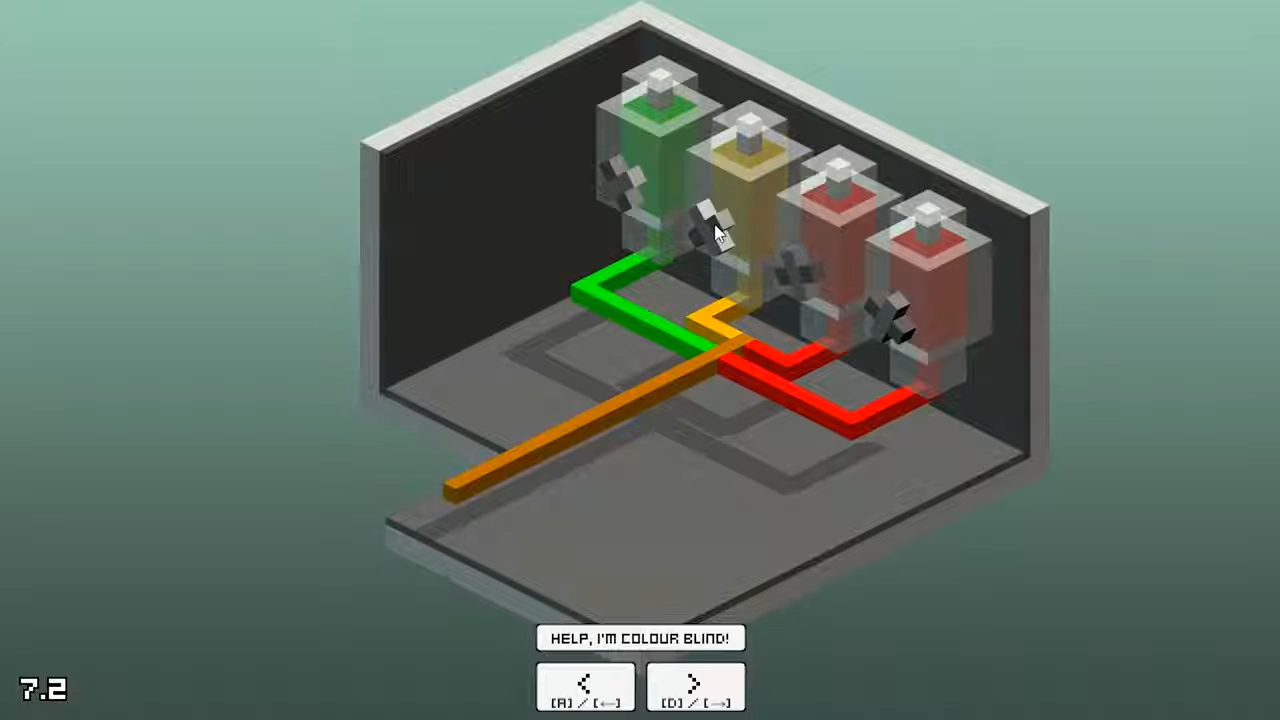 HELP, I'M COLOUR BLIND!
< >
[A] / [←] [D] / [→]
7.2